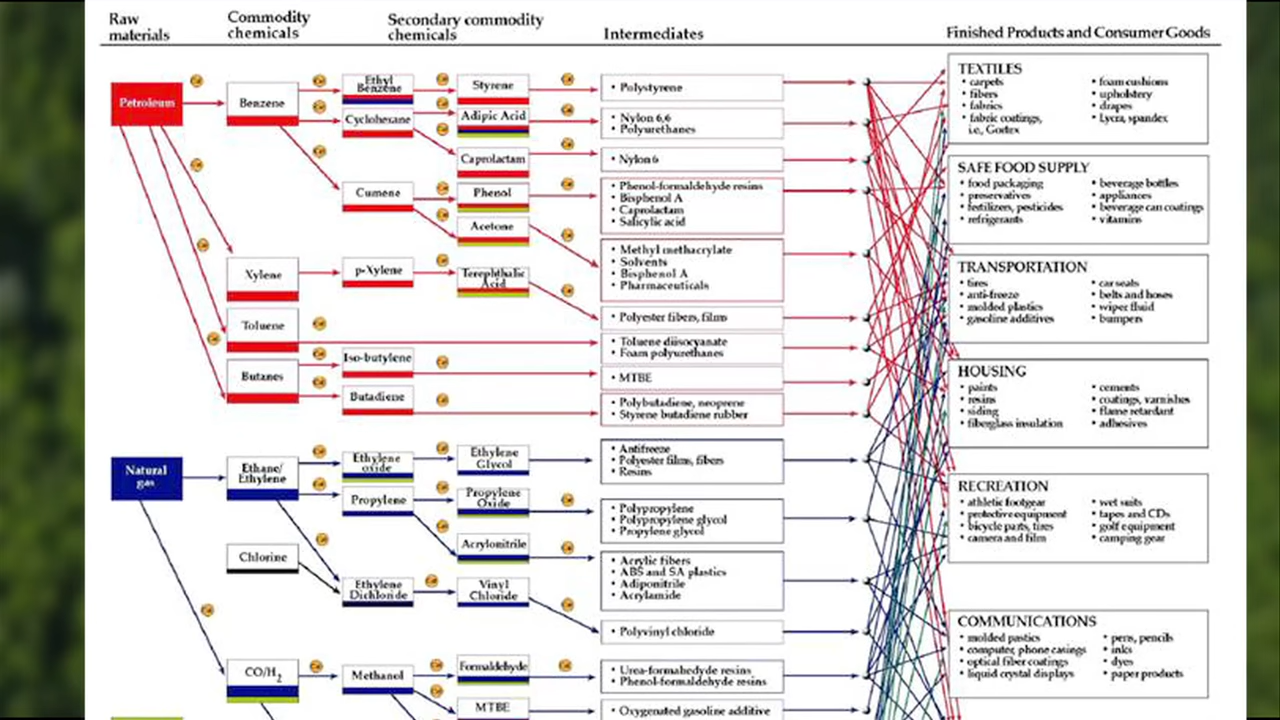 Raw
materials
Commodity
chemicals
Secondary commodity
chemicals
Intermediates
Finished Products and Consumer Goods
Petroleum
Benzene
Ethyl
Benzene
Styrene
• Polystyrene
Cyclohexane
Adipic Acid
• Nylon 6,6
• Polyurethanes
Caprolactam
• Nylon 6
Cumene
Phenol
• Phenol-formaldehyde resins
• Bisphenol A
• Caprolactam
• Salicylic acid
Acetone
• Methyl methacrylate
• Solvents
• Bisphenol A
• Pharmaceuticals
Xylene
p-Xylene
Terephthalic
Acid
• Polyester fibers, films
Toluene
• Toluene diisocyanate
• Foam polyurethanes
Butanes
Iso-butylene
• MTBE
Butadiene
• Polybutadiene, neoprene
• Styrene butadiene rubber
Natural
gas
Ethane/
Ethylene
Ethylene
oxide
Ethylene
Glycol
• Antifreeze
• Polyester films, fibers
• Resins
Propylene
Propylene
Oxide
• Polypropylene
• Polypropylene glycol
• Propylene glycol
Acrylonitrile
• Acrylic fibers
• ABS and SA plastics
• Adiponitrile
• Acrylamide
Chlorine
Ethylene
Dichloride
Vinyl
Chloride
• Polyvinyl chloride
CO/H2
Methanol
Formaldehyde
• Urea-formahedyde resins
• Phenol-formaldehyde resins
MTBE
• Oxygenated gasoline additive
TEXTILES
• carpets
• fibers
• fabrics
• fabric coatings,
i.e., Gortex
• foam cushions
• upholstery
• drapes
• Lycra, spandex
SAFE FOOD SUPPLY
• food packaging
• preservatives
• fetilizers, pesticides
• refrigerants
• beverage bottles
• appliances
• beverage can coatings
• vitamins
TRANSPORTATION
• tires
• anti-freeze
• molded plastics
• gasoline additives
• car seats
• belts and hoses
• wiper fluid
• bumpers
HOUSING
• paints
• resins
• siding
• fiberglass insulation
• cements
• coatings, varnishes
• flame retardant
• adhesives
RECREATION
• athletic footgear
• protective equipment
• bicycle parts, tires
• camera and film
• wet suits
• tapes and CDs
• golf equipment
• camping gear
COMMUNICATIONS
• molded pastics
• computer, phone casings
• optical fiber coatings
• liquid crystal displays
• pens, pencils
• inks
• dyes
• paper products